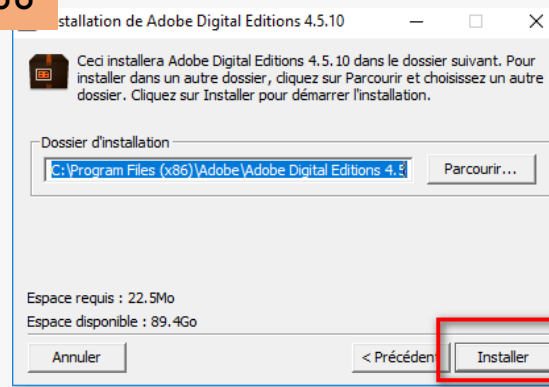 stallation de Adobe Digital Editions 4.5.10
Ceci installera Adobe Digital Editions 4.5.10 dans le dossier suivant. Pour
installer dans un autre dossier, cliquez sur Parcourir et choisissez un autre
dossier. Cliquez sur Installer pour démarrer l'installation.
Dossier d'installation
C:\Program Files (x86)\Adobe\Adobe Digital Editions 4.5
Parcourir...
Espace requis : 22.5Mo
Espace disponible : 89.4Go
Annuler
< Précédent
Installer